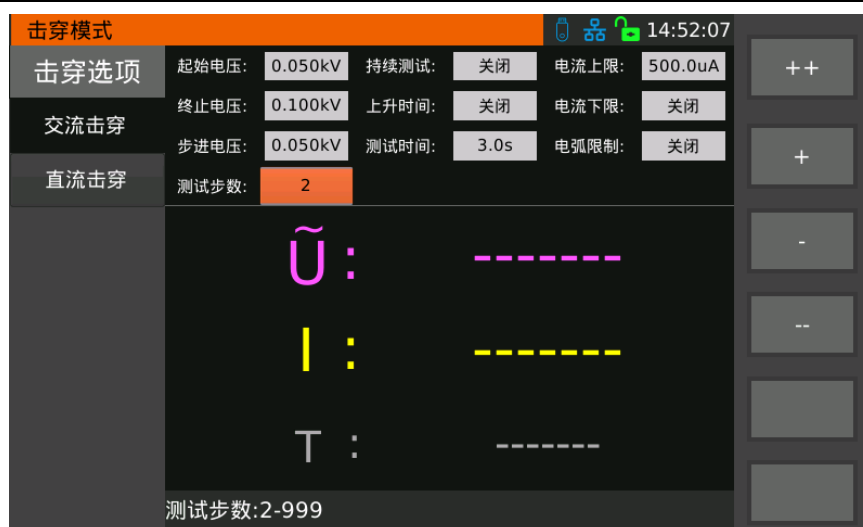 击穿模式 14:52:07
击穿选项
交流击穿
直流击穿
起始电压: 0.050kV 持续测试: 关闭 电流上限: 500.0uA
终止电压: 0.100kV 上升时间: 关闭 电流下限: 关闭
步进电压: 0.050kV 测试时间: 3.0s 电弧限制: 关闭
测试步数: 2
Ũ : -------
I : -------
T : -------
测试步数:2-999
++
+
-
--